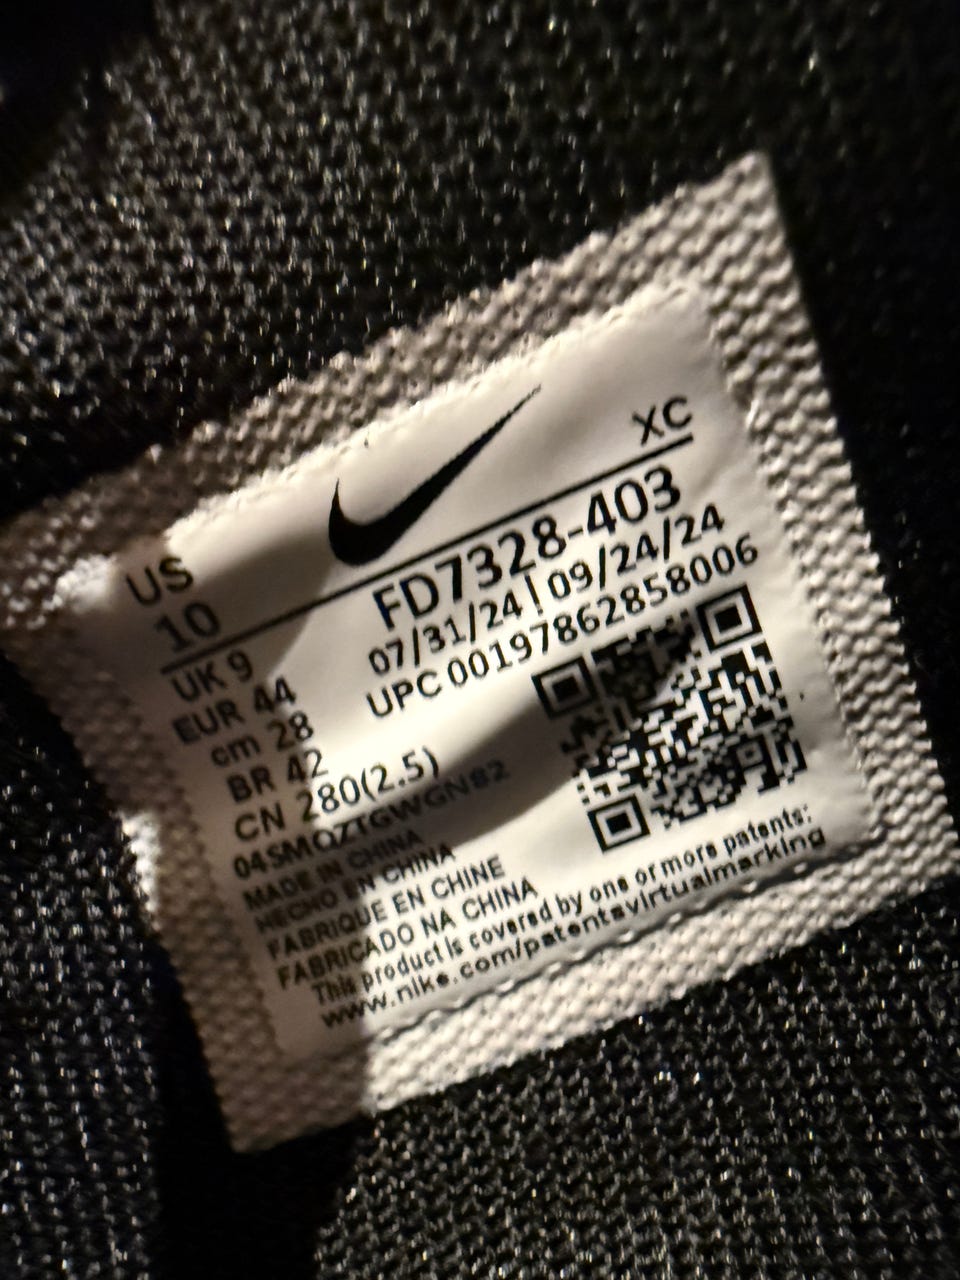 XC
US
10
FD7328-403
07/31/24 | 09/24/24
UPC 00197862858006
UK 9
EUR 44
cm 28
BR 42
CN 280(2.5)
04SMQZTGWGN82
MADE IN CHINA
HECHO EN CHINA
FABRIQUE EN CHINE
FABRICADO NA CHINA
This product is covered by one or more patents:
www.nike.com/patentsvirtualmarking